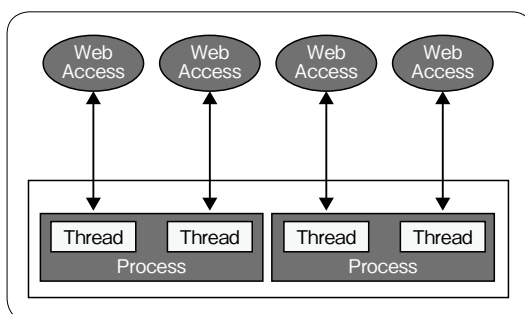 Web
Access
Web
Access
Web
Access
Web
Access
Thread
Thread
Thread
Thread
Process
Process